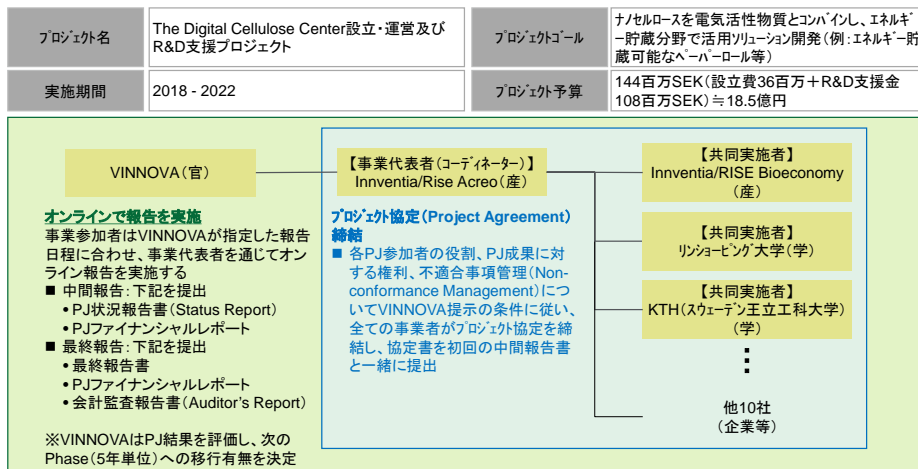 プロジェクト名
The Digital Cellulose Center設立・運営及び
R&D支援プロジェクト
プロジェクトゴール
ナノセルロースを電気活性物質とコンバインし、エネルギ
ー貯蔵分野で活用ソリューション開発(例:エネルギー貯
蔵可能なペーパーロール等)
実施期間
2018 - 2022
プロジェクト予算
144百万SEK(設立費36百万+R&D支援金
108百万SEK)≒18.5億円
VINNOVA(官)
【事業代表者(コーディネーター)】
Innventia/Rise Acreo(産)
【共同実施者】
Innventia/RISE Bioeconomy
(産)
【共同実施者】
リンショーピング大学(学)
【共同実施者】
KTH(スウェーデン王立工科大学)
(学)
他10社
(企業等)
オンラインで報告を実施
事業参加者はVINNOVAが指定した報告
日程に合わせ、事業代表者を通じてオン
ライン報告を実施する
■ 中間報告:下記を提出
• PJ状況報告書(Status Report)
• PJファイナンシャルレポート
■ 最終報告:下記を提出
• 最終報告書
• PJファイナンシャルレポート
• 会計監査報告書(Auditor's Report)
※VINNOVAはPJ結果を評価し、次の
Phase(5年単位)への移行有無を決定
プロジェクト協定(Project Agreement)
締結
■ 各PJ参加者の役割、PJ成果に対
する権利、不適合事項管理(Non-
conformance Management)につ
いてVINNOVA提示の条件に従い、
全ての事業者がプロジェクト協定を締
結し、協定書を初回の中間報告書
と一緒に提出